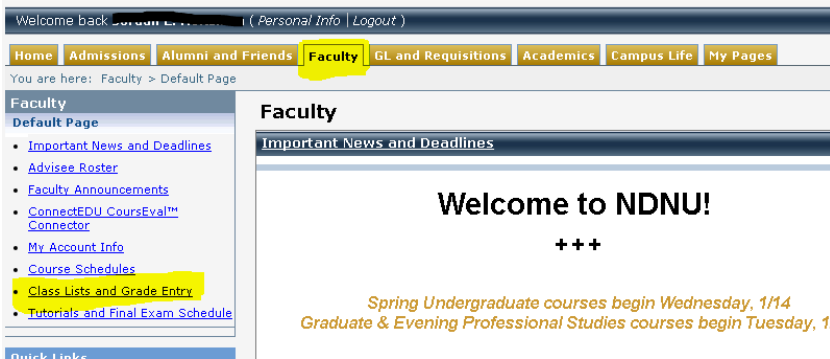 Welcome back ( Personal Info | Logout )
Home Admissions Alumni and Friends Faculty GL and Requisitions Academics Campus Life My Pages
You are here: Faculty > Default Page
Faculty
Default Page
Important News and Deadlines
Advisee Roster
Faculty Announcements
ConnectEDU CoursEval™
Connector
My Account Info
Course Schedules
Class Lists and Grade Entry
Tutorials and Final Exam Schedule
Quick Links
Faculty
Important News and Deadlines
Welcome to NDNU!
+++
Spring Undergraduate courses begin Wednesday, 1/14
Graduate & Evening Professional Studies courses begin Tuesday, 1